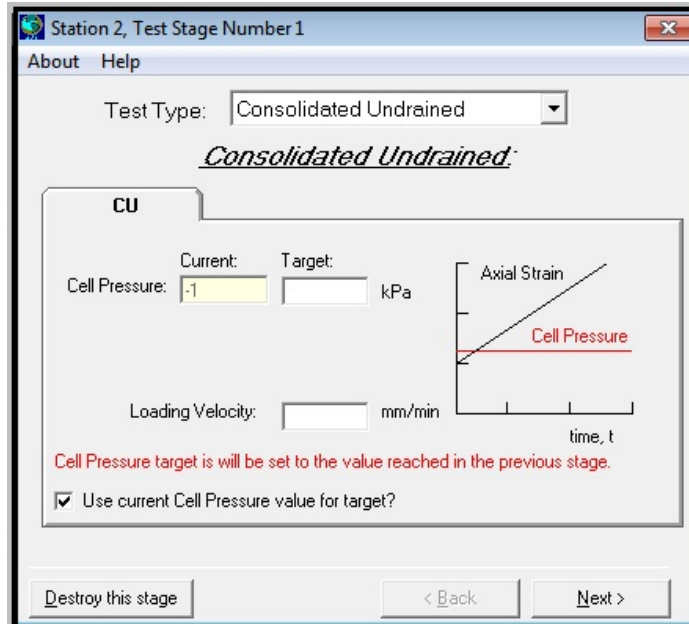 Station 2, Test Stage Number 1
About Help
Test Type: Consolidated Undrained
Consolidated Undrained:
CU
Current: Target:
Cell Pressure: -1 kPa
Axial Strain
Cell Pressure
Loading Velocity: mm/min
time, t
Cell Pressure target is will be set to the value reached in the previous stage.
Use current Cell Pressure value for target?
Destroy this stage < Back Next >